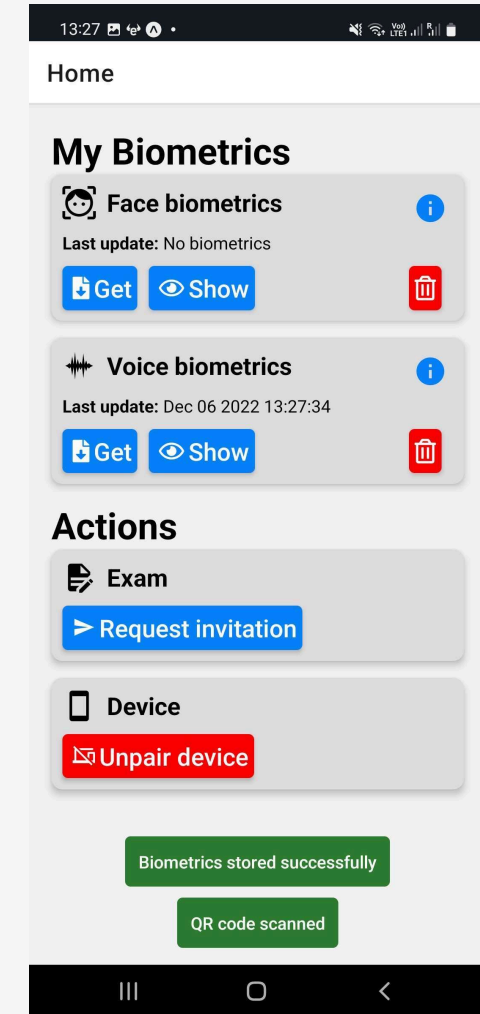 13:27
Vo))
LTE1
R
Home
My Biometrics
Face biometrics
Last update: No biometrics
Get
Show
Voice biometrics
Last update: Dec 06 2022 13:27:34
Get
Show
Actions
Exam
Request invitation
Device
Unpair device
Biometrics stored successfully
QR code scanned